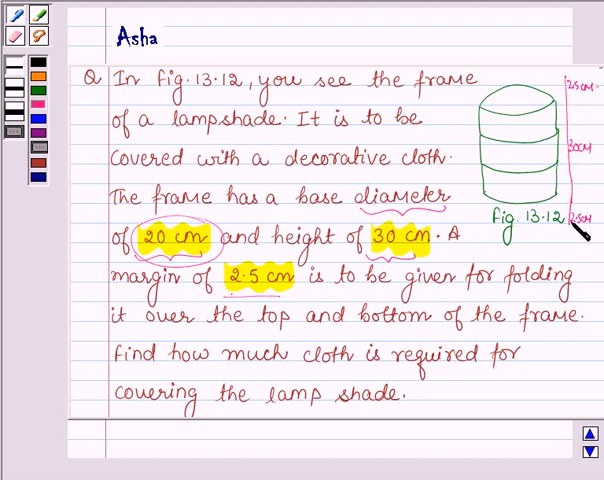 Asha
Q In fig. 13.12, you see the frame
of a lampshade. It is to be
covered with a decorative cloth.
The frame has a base diameter
of 20 cm and height of 30 cm. A
margin of 2.5 cm is to be given for folding
it over the top and bottom of the frame.
Find how much cloth is required for
covering the lamp shade.
2.5cm
30cm
2.5cm
fig. 13.12